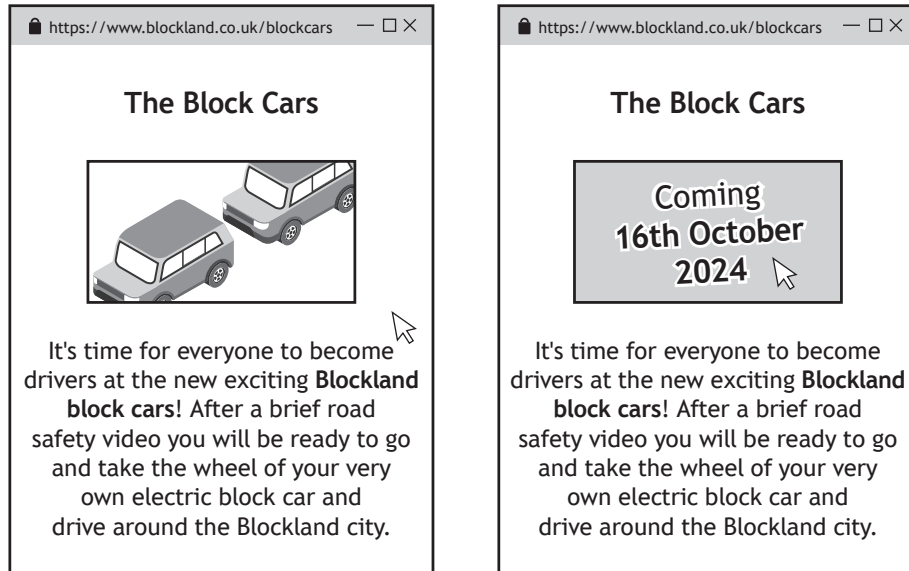 https://www.blockland.co.uk/blockcars
The Block Cars
It's time for everyone to become
drivers at the new exciting Blockland
block cars! After a brief road
safety video you will be ready to go
and take the wheel of your very
own electric block car and
drive around the Blockland city.
https://www.blockland.co.uk/blockcars
The Block Cars
Coming
16th October
2024
It's time for everyone to become
drivers at the new exciting Blockland
block cars! After a brief road
safety video you will be ready to go
and take the wheel of your very
own electric block car and
drive around the Blockland city.